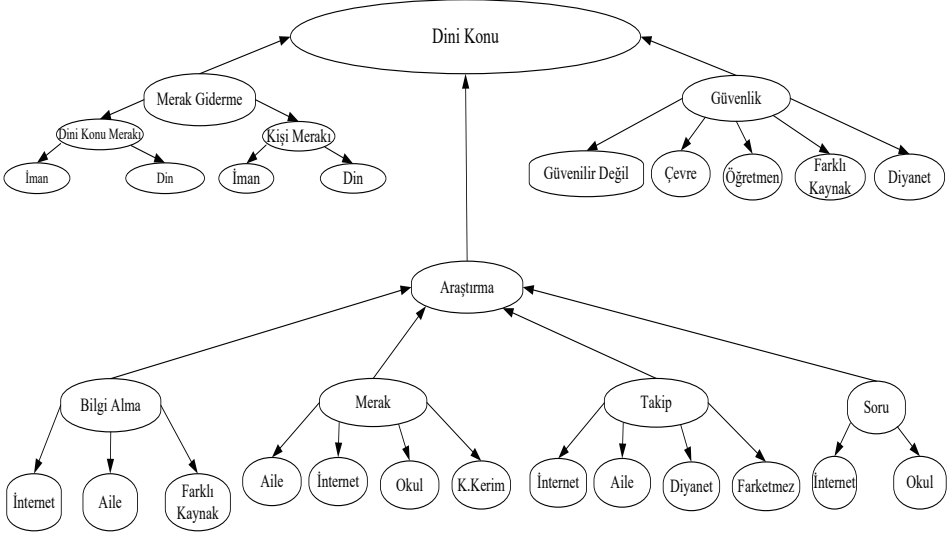 Dini Konu
Merak Giderme
Güvenlik
Dini Konu Merakı
Kişi Merakı
İman
Din
İman
Din
Güvenilir Değil
Çevre
Öğretmen
Farklı
Kaynak
Diyanet
Araştırma
Bilgi Alma
Merak
Takip
Soru
İnternet
Aile
Farklı
Kaynak
Aile
İnternet
Okul
K.Kerim
İnternet
Aile
Diyanet
Farketmez
İnternet
Okul